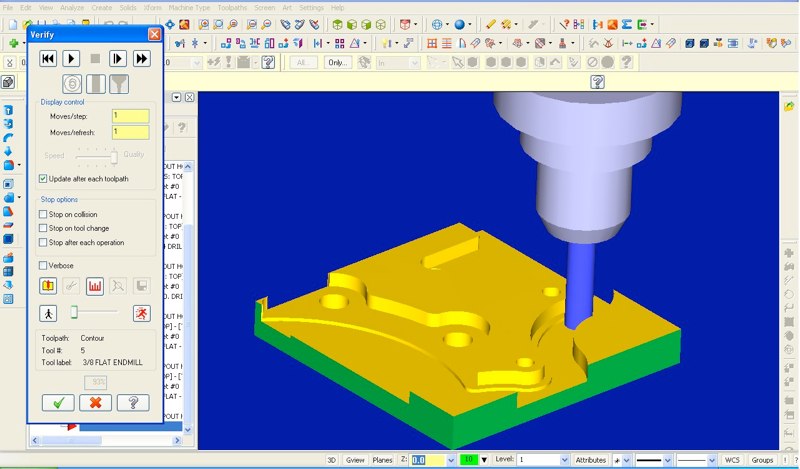 File Edit View Analyze Create Solids Xform Machine Type Toolpaths Screen Art Settings Help
Verify
All...
Only...
In
Display control
Moves/step: 1
Moves/refresh: 1
Speed Quality
Update after each toolpath
Stop options
Stop on collision
Stop on tool change
Stop after each operation
Verbose
Toolpath: Contour
Tool #: 5
Tool label: 3/8 FLAT ENDMILL
93%
3D Gview Planes Z: 0.0 10 Level: 1 Attributes WCS Groups ! ?